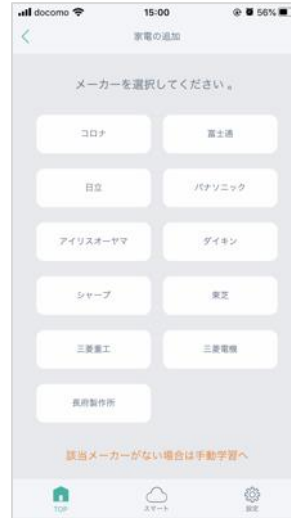 docomo 15:00 56%
家電の追加
メーカーを選択してください。
コロナ 富士通
日立 パナソニック
アイリスオーヤマ ダイキン
シャープ 東芝
三菱重工 三菱電機
長府製作所
該当メーカーがない場合は手動学習へ
TOP スマート 設定